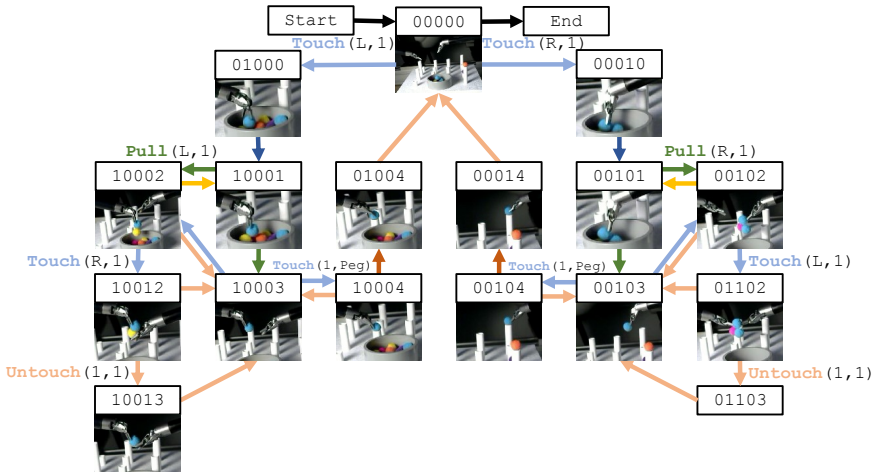 Start
00000
End
Touch(L,1)
Touch(R,1)
01000
00010
Pull(L,1)
Pull(R,1)
10002
10001
01004
00014
00101
00102
Touch(R,1)
Touch(1,Peg)
Touch(1,Peg)
Touch(L,1)
10012
10003
10004
00104
00103
01102
Untouch(1,1)
Untouch(1,1)
10013
01103